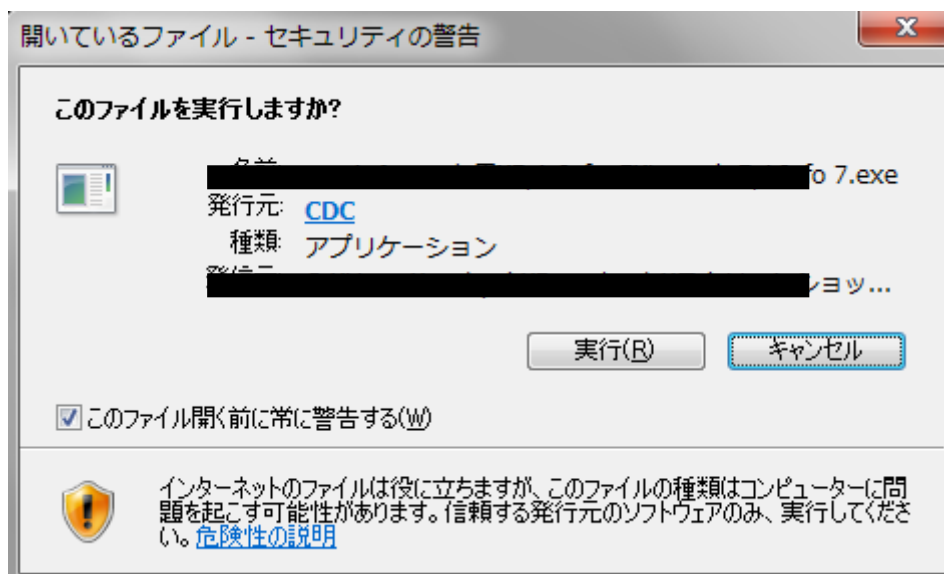 開いているファイル - セキュリティの警告
このファイルを実行しますか?
fo 7.exe
発行元: CDC
種類: アプリケーション
ョッ...
実行(R)
キャンセル
このファイル開く前に常に警告する(W)
インターネットのファイルは役に立ちますが、このファイルの種類はコンピューターに問
題を起こす可能性があります。信頼する発行元のソフトウェアのみ、実行してくださ
い。危険性の説明